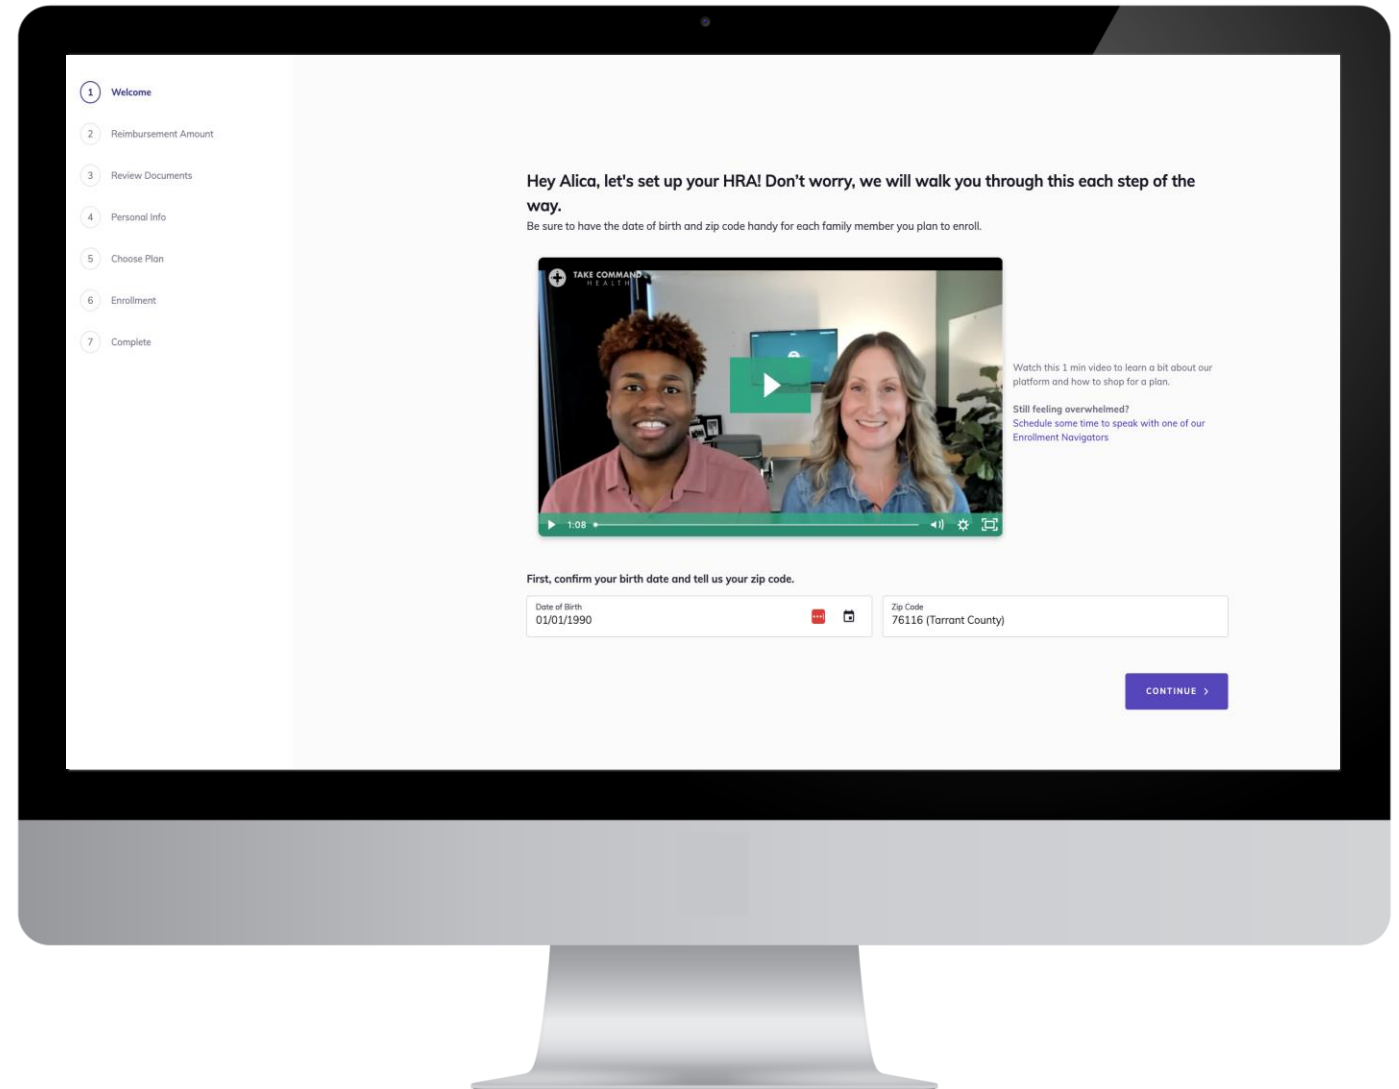 1 Welcome
2 Reimbursement Amount
3 Review Documents
4 Personal Info
5 Choose Plan
6 Enrollment
7 Complete
Hey Alica, let's set up your HRA! Don't worry, we will walk you through this each step of the
way.
Be sure to have the date of birth and zip code handy for each family member you plan to enroll.
TAKE COMMAND
HEALTH
1:08
Watch this 1 min video to learn a bit about our
platform and how to shop for a plan.
Still feeling overwhelmed?
Schedule some time to speak with one of our
Enrollment Navigators
First, confirm your birth date and tell us your zip code.
Date of Birth
01/01/1990
Zip Code
76116 (Tarrant County)
CONTINUE >